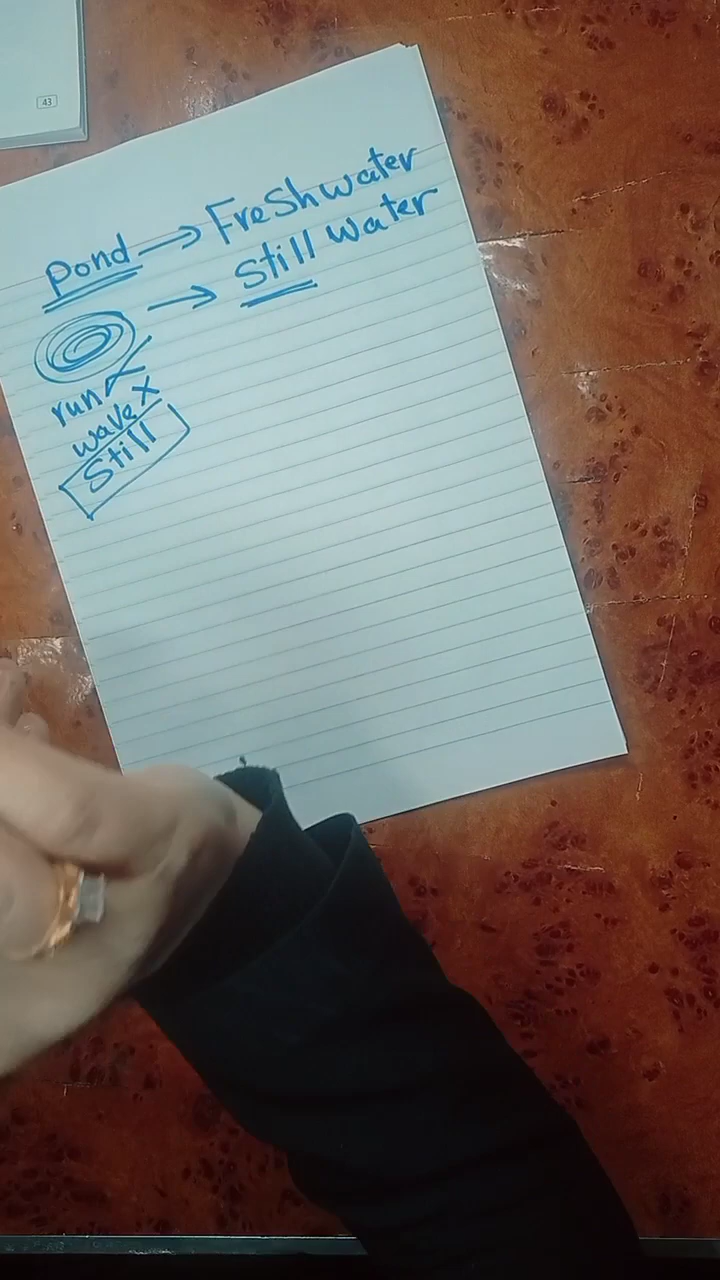 43
Pond → Freshwater
→ Still water
run X
wave X
Still